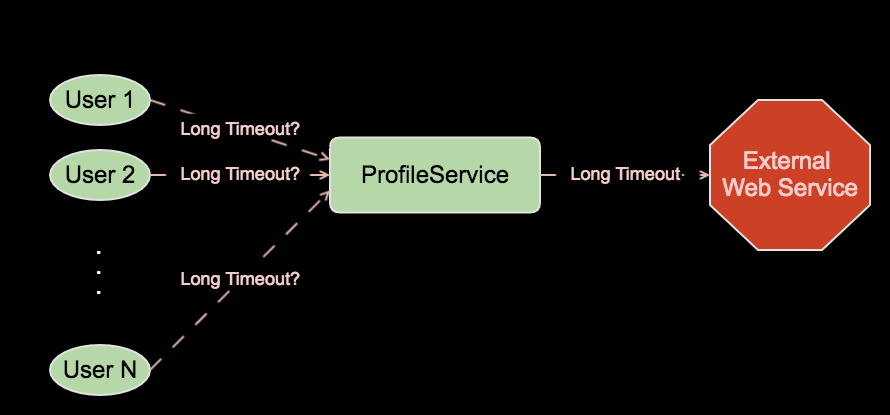 User 1
Long Timeout?
User 2
Long Timeout?
ProfileService
Long Timeout
External
Web Service
Long Timeout?
User N